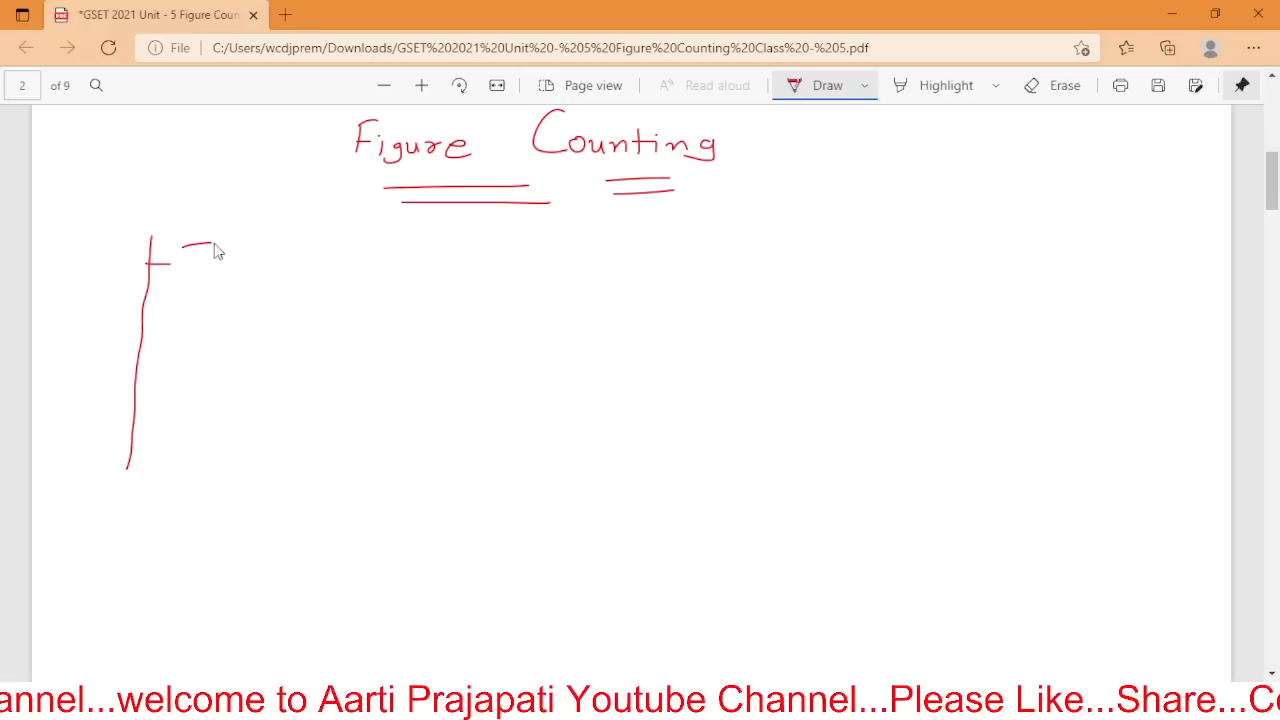 *GSET 2021 Unit - 5 Figure Coun
File
C:/Users/wcdjprem/Downloads/GSET%202021%20Unit%20-%205%20Figure%20Counting%20Class%20-%205.pdf
2 of 9
Page view
Read aloud
Draw
Highlight
Erase
Figure Counting
annel...welcome to Aarti Prajapati Youtube Channel...Please Like...Share...Co